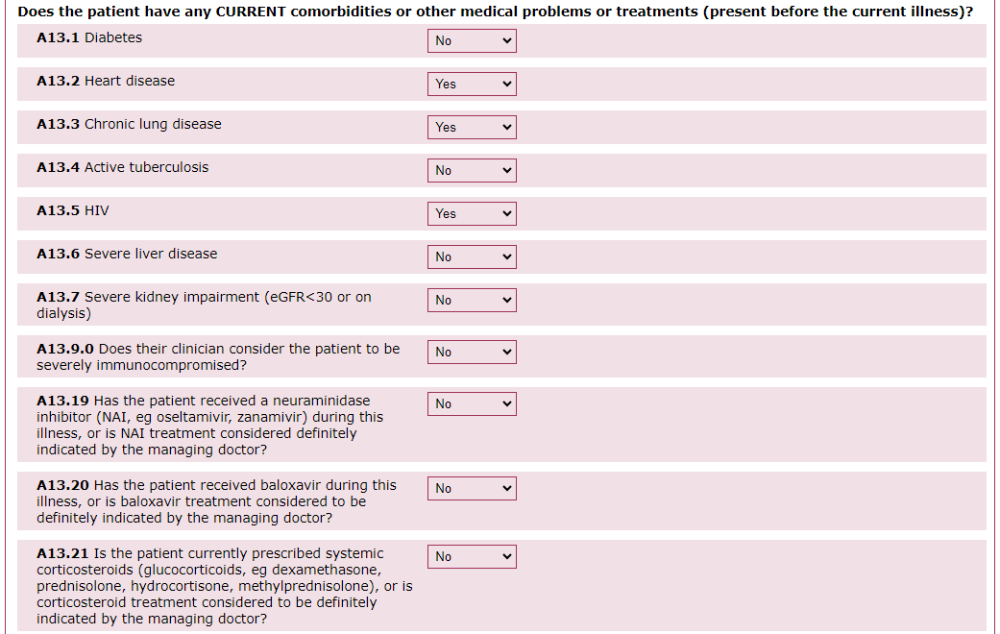 Does the patient have any CURRENT comorbidities or other medical problems or treatments (present before the current illness)?
A13.1 Diabetes No
A13.2 Heart disease Yes
A13.3 Chronic lung disease Yes
A13.4 Active tuberculosis No
A13.5 HIV Yes
A13.6 Severe liver disease No
A13.7 Severe kidney impairment (eGFR<30 or on No
dialysis)
A13.9.0 Does their clinician consider the patient to be No
severely immunocompromised?
A13.19 Has the patient received a neuraminidase No
inhibitor (NAI, eg oseltamivir, zanamivir) during this
illness, or is NAI treatment considered definitely
indicated by the managing doctor?
A13.20 Has the patient received baloxavir during this No
illness, or is baloxavir treatment considered to be
definitely indicated by the managing doctor?
A13.21 Is the patient currently prescribed systemic No
corticosteroids (glucocorticoids, eg dexamethasone,
prednisolone, hydrocortisone, methylprednisolone), or is
corticosteroid treatment considered to be definitely
indicated by the managing doctor?